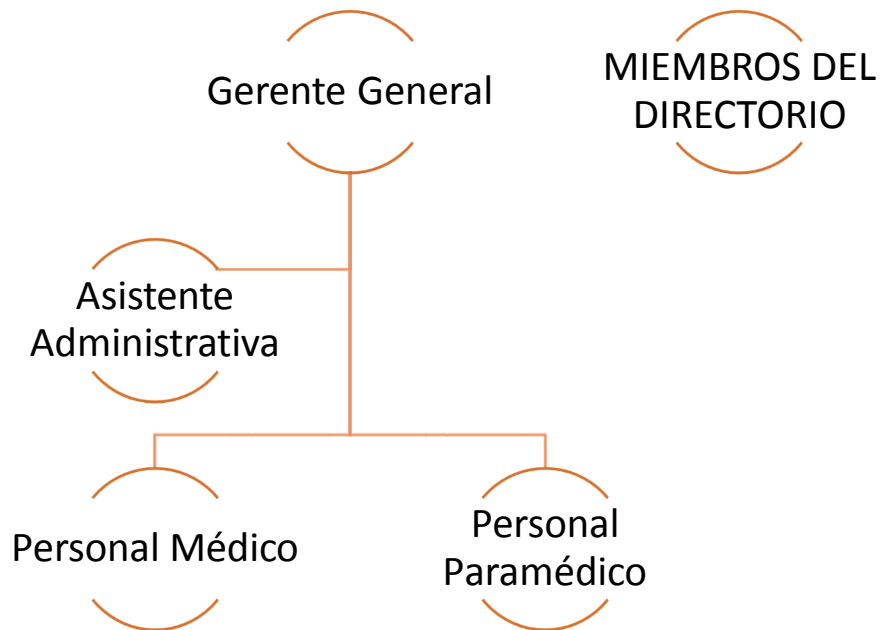 Gerente General
MIEMBROS DEL
DIRECTORIO
Asistente
Administrativa
Personal Médico
Personal
Paramédico